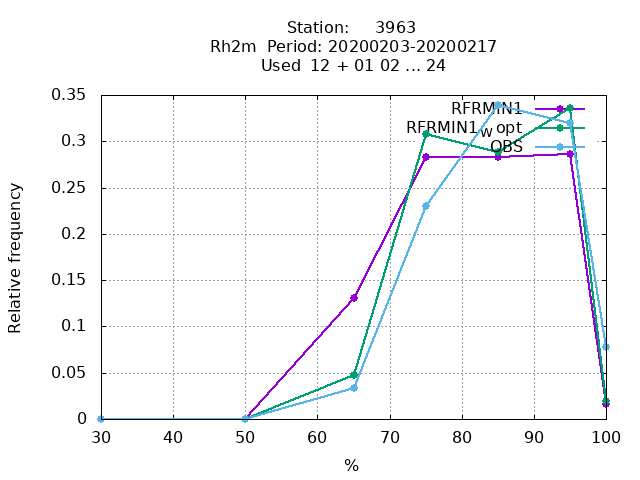 Station: 3963
Rh2m Period: 20200203-20200217
Used 12 + 01 02 ... 24
0.35
0.3
0.25
0.2
0.15
0.1
0.05
0
Relative frequency
RFRMIN1
RFRMIN1w opt
OBS
30 40 50 60 70 80 90 100
%